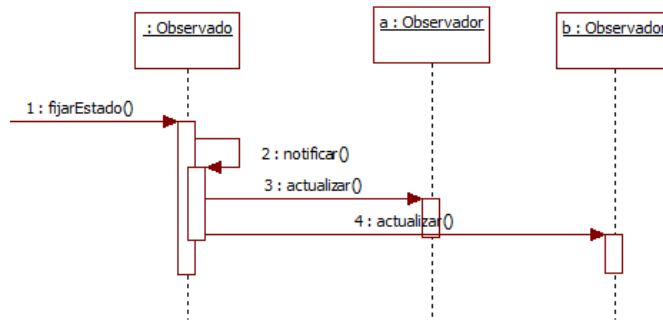 : Observado
a : Observador
b : Observador
1 : fijarEstado()
2 : notificar()
3 : actualizar()
4 : actualizar()